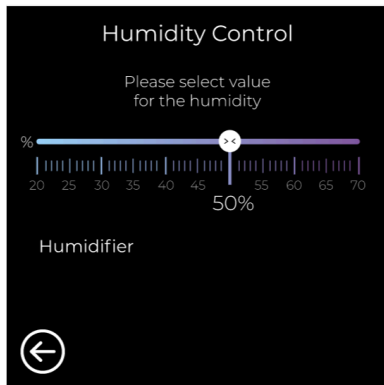 Humidity Control
Please select value
for the humidity
%
20 25 30 35 40 45 55 60 65 70
50%
Humidifier